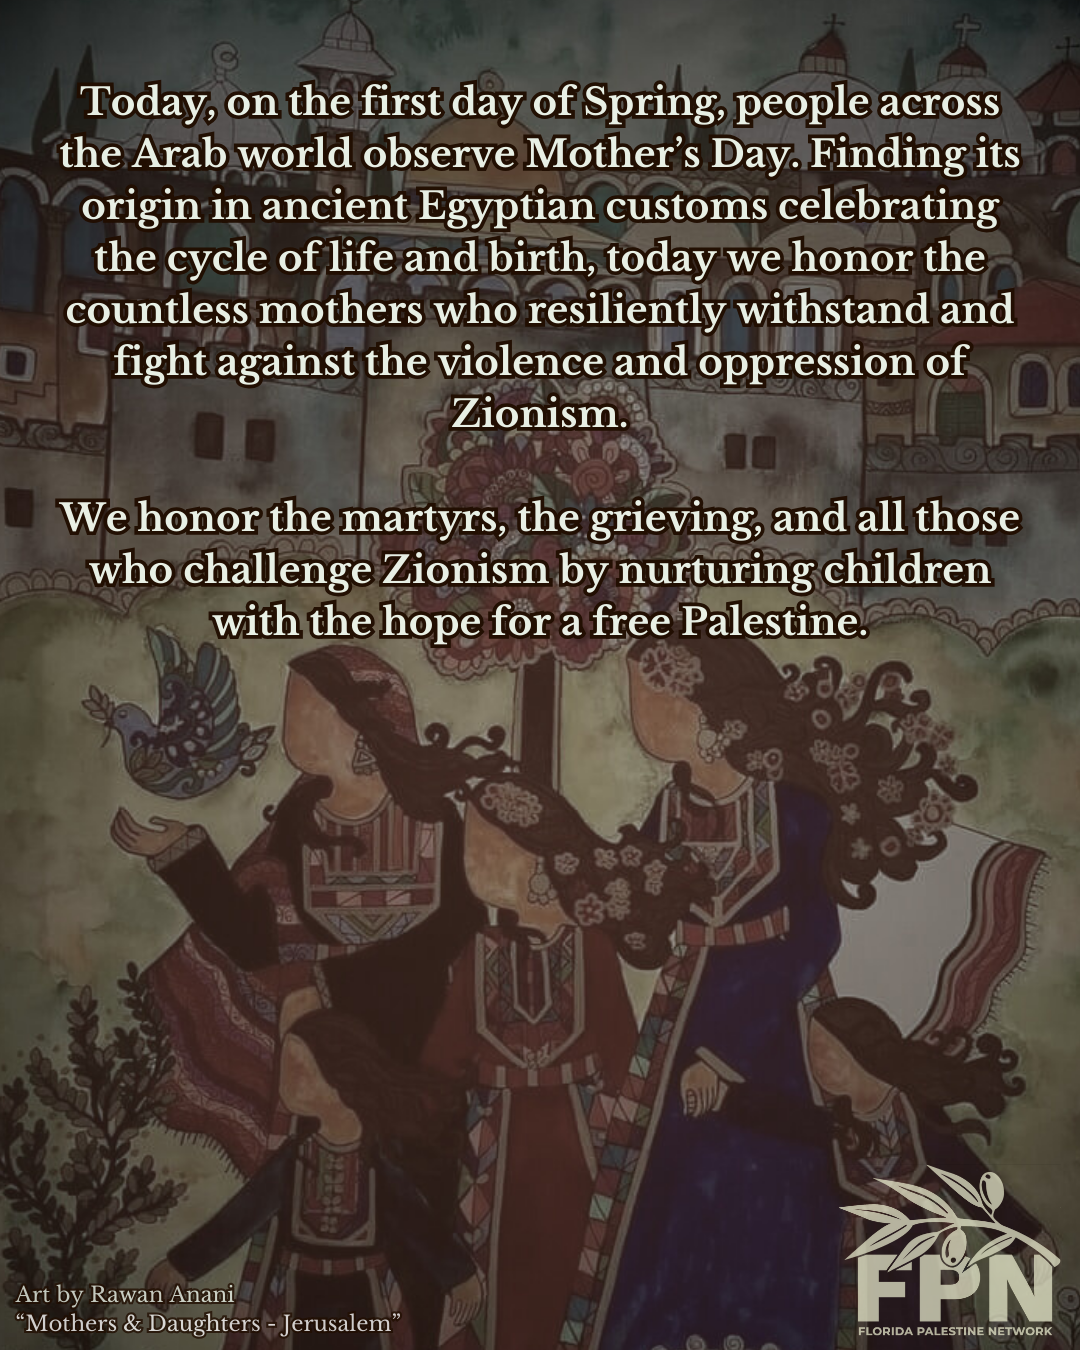 Today, on the first day of Spring, people across
the Arab world observe Mother’s Day. Finding its
origin in ancient Egyptian customs celebrating
the cycle of life and birth, today we honor the
countless mothers who resiliently withstand and
fight against the violence and oppression of
Zionism.
We honor the martyrs, the grieving, and all those
who challenge Zionism by nurturing children
with the hope for a free Palestine.
Art by Rawan Anani
“Mothers & Daughters - Jerusalem”
FPN
FLORIDA PALESTINE NETWORK